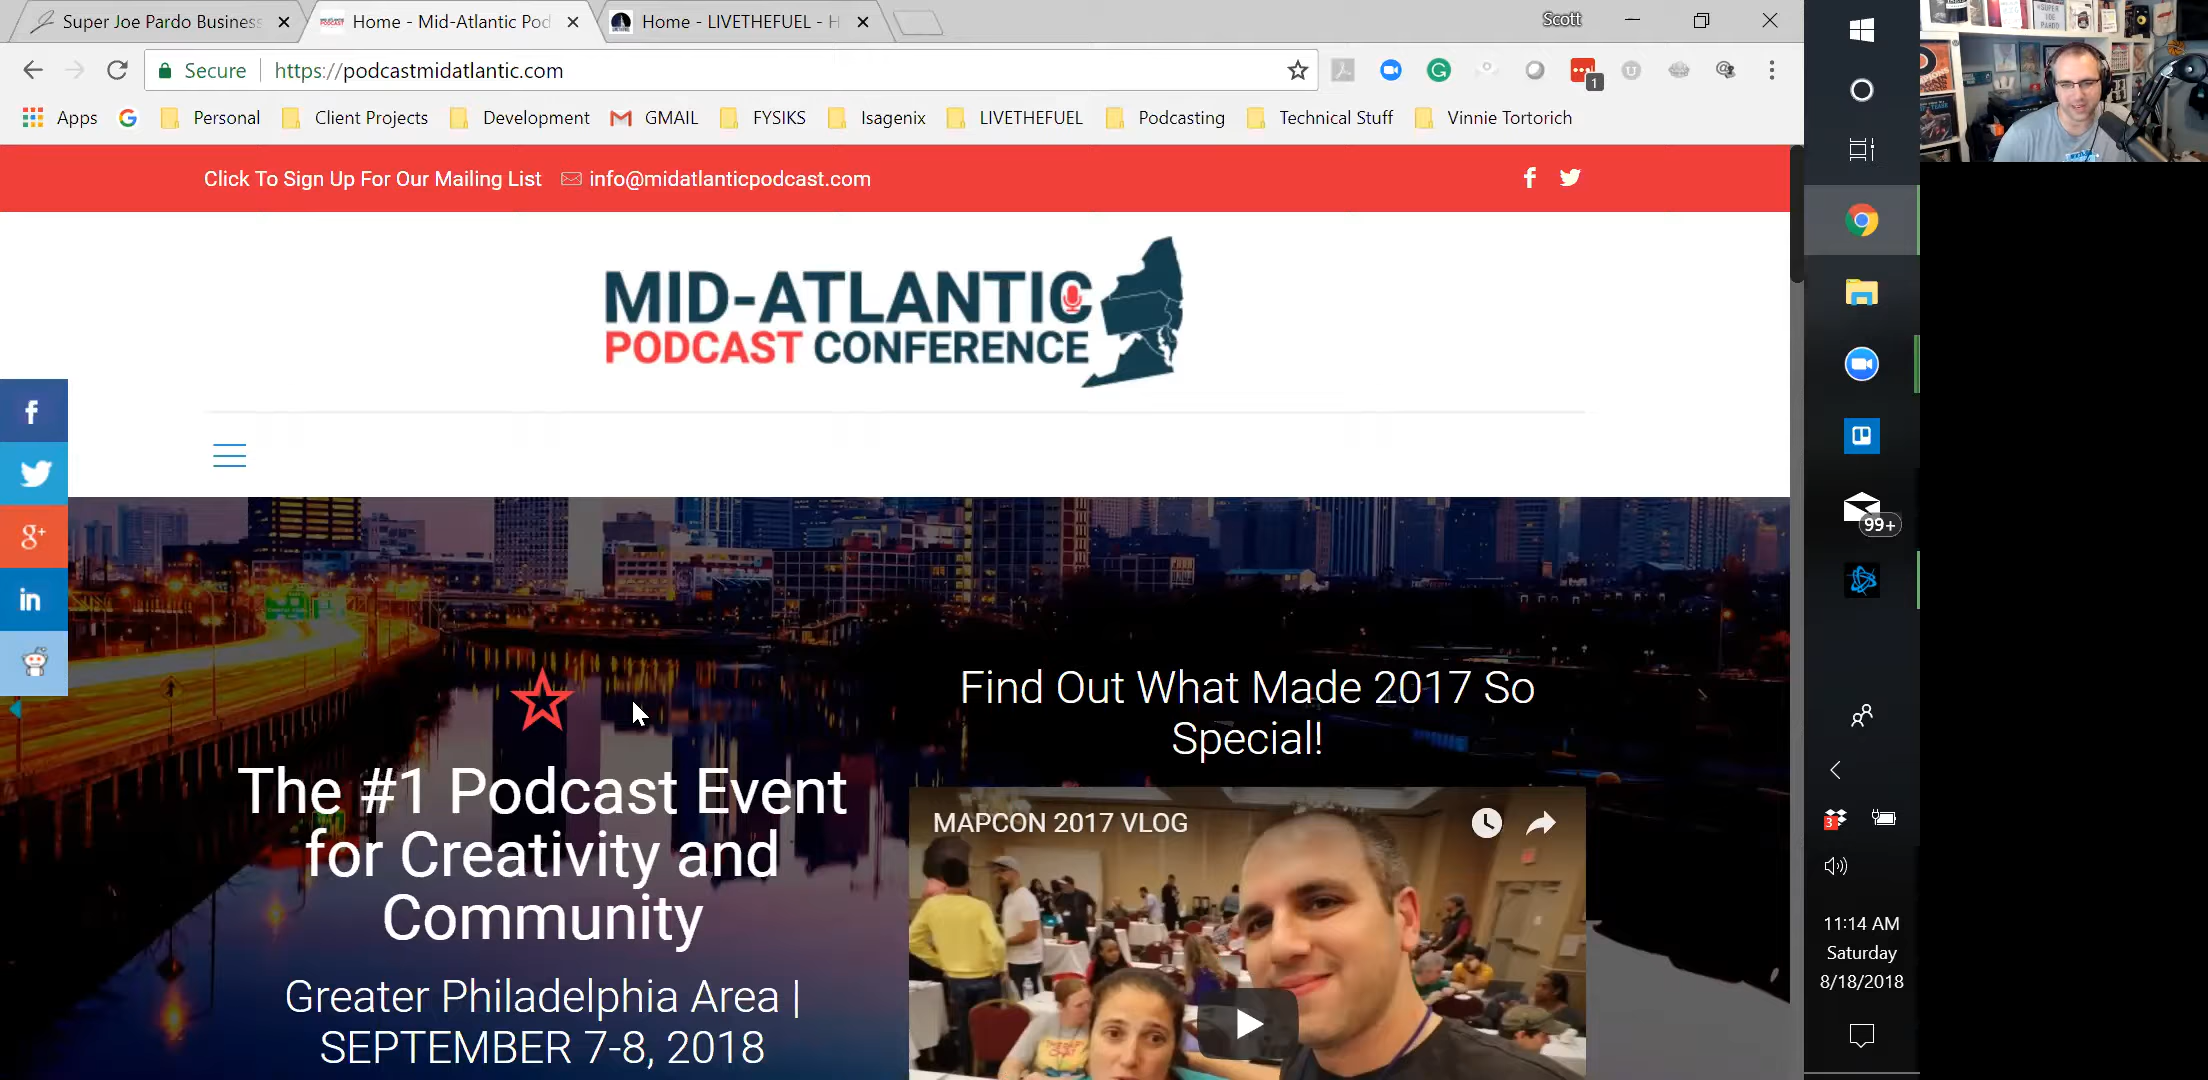 Super Joe Pardo Business
Home - Mid-Atlantic Pod
Home - LIVETHEFUEL - H
Scott
Secure
https://podcastmidatlantic.com
1
Apps
Personal
Client Projects
Development
GMAIL
FYSIKS
Isagenix
LIVETHEFUEL
Podcasting
Technical Stuff
Vinnie Tortorich
Click To Sign Up For Our Mailing List
info@midatlanticpodcast.com
MID-ATLANTIC
PODCAST CONFERENCE
Find Out What Made 2017 So
Special!
The #1 Podcast Event
for Creativity and
Community
Greater Philadelphia Area |
SEPTEMBER 7-8, 2018
MAPCON 2017 VLOG
99+
3
11:14 AM
Saturday
8/18/2018